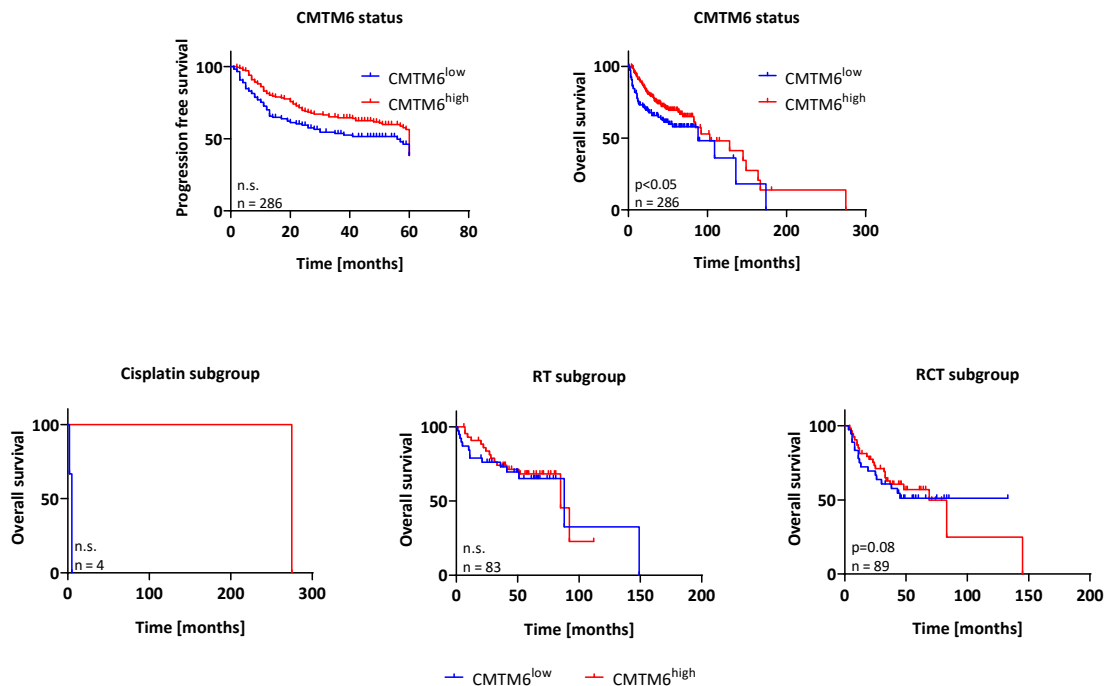 CMTM6 status
Progression free survival
100
50
0
CMTM6low
CMTM6high
n.s.
n = 286
0 20 40 60 80
Time [months]
CMTM6 status
Overall survival
100
50
0
CMTM6low
CMTM6high
p<0.05
n = 286
0 100 200 300
Time [months]
Cisplatin subgroup
Overall survival
100
50
0
n.s.
n = 4
0 100 200 300
Time [months]
RT subgroup
Overall survival
100
50
0
n.s.
n = 83
0 50 100 150 200
Time [months]
RCT subgroup
Overall survival
100
50
0
p=0.08
n = 89
0 50 100 150 200
Time [months]
CMTM6low CMTM6high